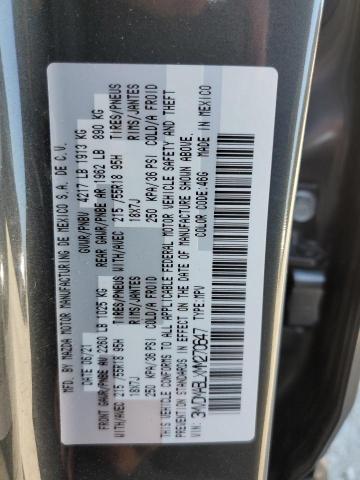 MFD. BY MAZDA MOTOR MANUFACTURING DE MEXICO S.A. DE C.V.
DATE: 06/21 GVWR/PNBV 4217 LB 1913 KG
FRONT GAWR/PNBE AV 2260 LB 1025 KG REAR GAWR/PNBE AR 1962 LB 890 KG
WITH/AVEC 215/55R18 95H TIRES/PNEUS WITH/AVEC 215/55R18 95H TIRES/PNEUS
18X7J RIMS/JANTES 18X7J RIMS/JANTES
250 KPA/36 PSI COLD/A FROID 250 KPA/36 PSI COLD/A FROID
THIS VEHICLE CONFORMS TO ALL APPLICABLE FEDERAL MOTOR VEHICLE SAFETY AND THEFT
PREVENTION STANDARDS IN EFFECT ON THE DATE OF MANUFACTURE SHOWN ABOVE.
COLOR CODE: 46G MADE IN MEXICO
VIN: TYPE: MPV